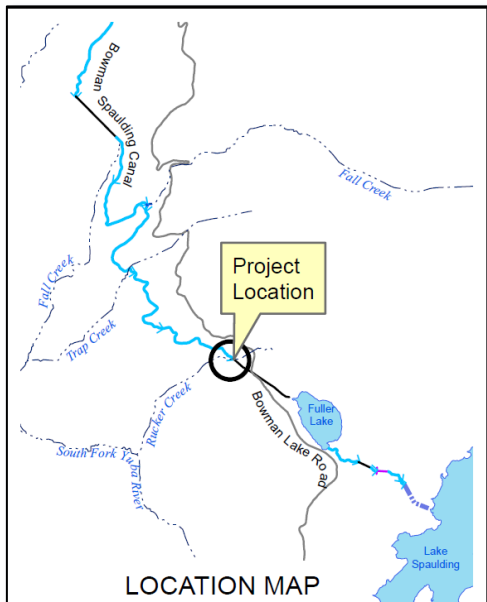 Bowman
Spaulding Canal
Fall Creek
Fall Creek
Project
Location
Trap Creek
Rucker Creek
Bowman Lake Road
Fuller
Lake
South Fork Yuba
River
Lake
Spaulding
LOCATION MAP